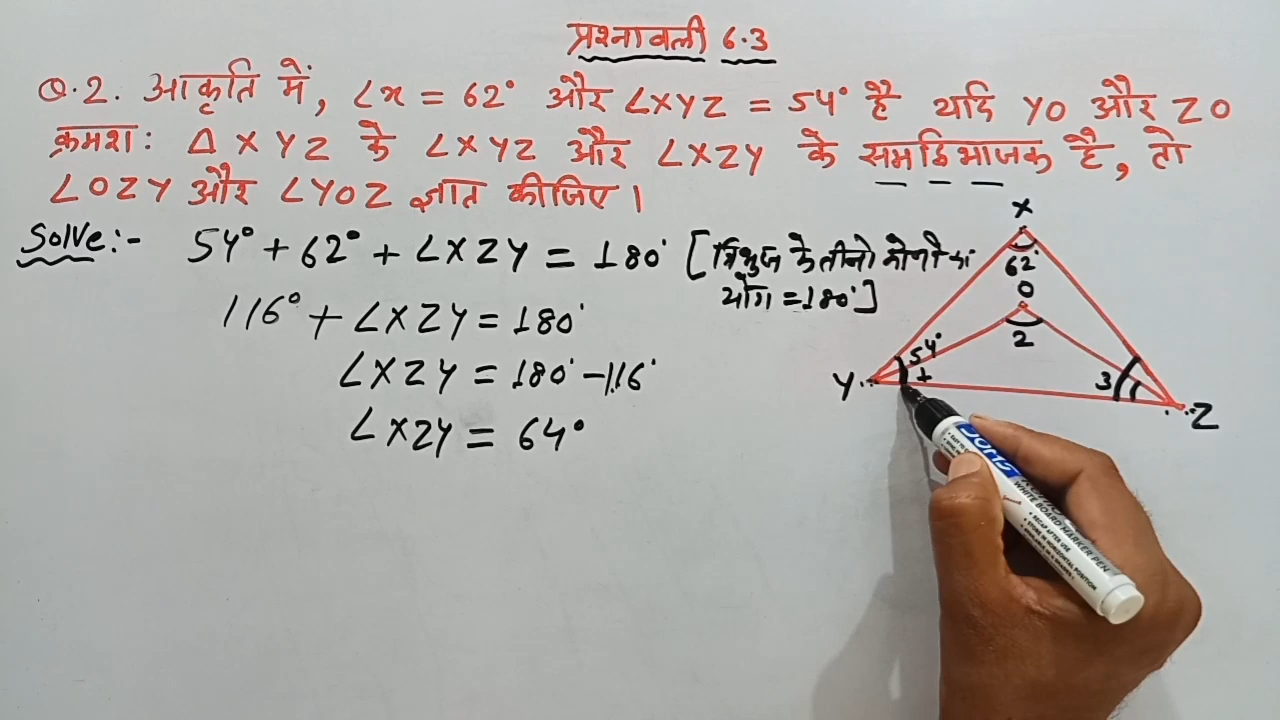 प्रश्नावली 6.3
Q.2. आकृति में, ∠x = 62° और ∠XYZ = 54° है यदि YO और ZO
क्रमश: Δ XYZ के ∠XYZ और ∠XZY के समद्विभाजक है, तो
∠OZY और ∠YOZ ज्ञात कीजिए।
Solve:- 54° + 62° + ∠XZY = 180° [त्रिभुज के तीनो कोणों का
योग = 180°]
116° + ∠XZY = 180°
∠XZY = 180° - 116°
∠XZY = 64°
X
62°
O
2
54°
Y
1
3
Z